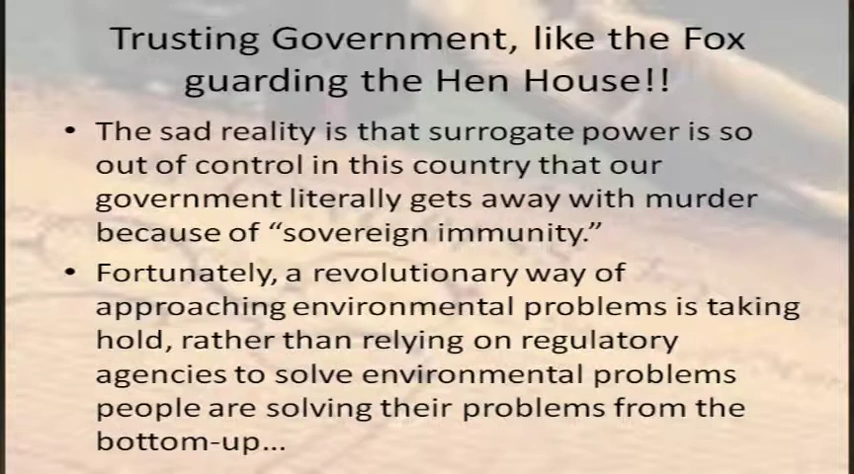 Trusting Government, like the Fox
guarding the Hen House!!
• The sad reality is that surrogate power is so
out of control in this country that our
government literally gets away with murder
because of “sovereign immunity.”
• Fortunately, a revolutionary way of
approaching environmental problems is taking
hold, rather than relying on regulatory
agencies to solve environmental problems
people are solving their problems from the
bottom-up...